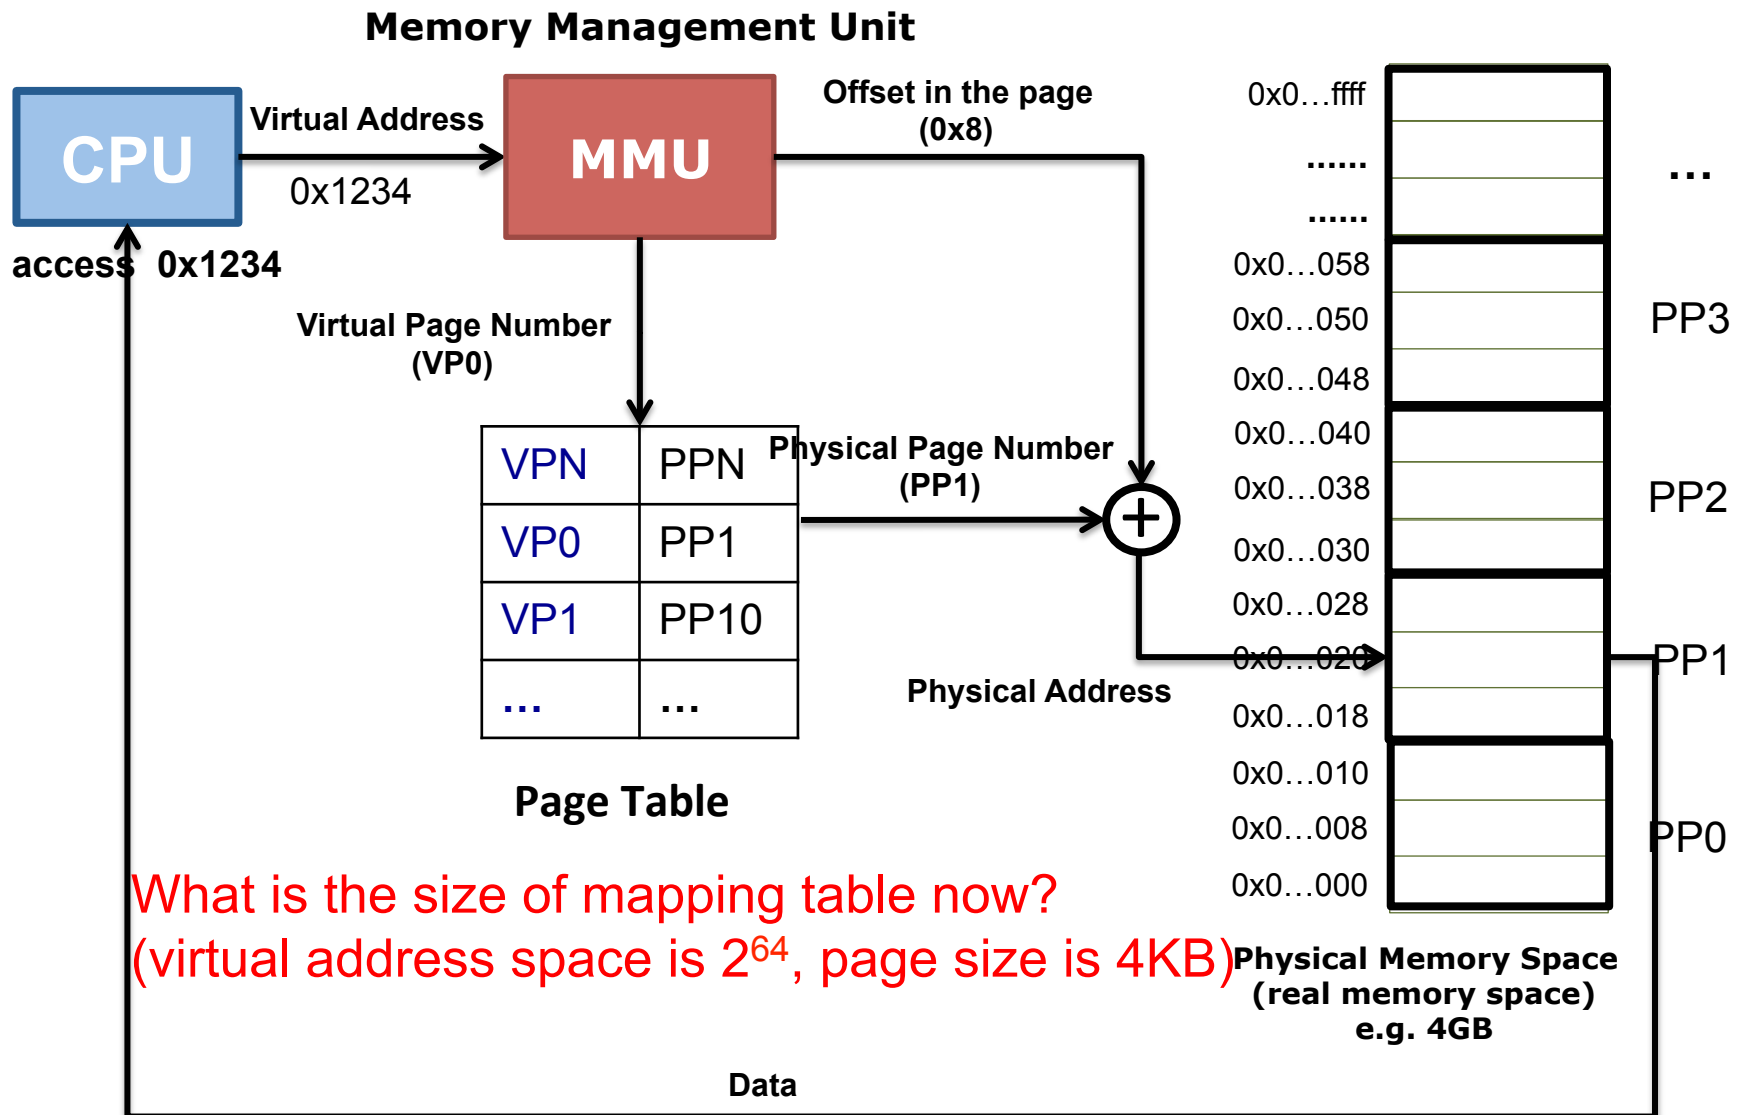 Memory Management Unit
CPU
Virtual Address
0x1234
access 0x1234
MMU
Offset in the page
(0x8)
Virtual Page Number
(VP0)
VPN PPN
VP0 PP1
VP1 PP10
... ...
Page Table
Physical Page Number
(PP1)
+
Physical Address
0x0...ffff
......
......
...
0x0...058
0x0...050
PP3
0x0...048
0x0...040
0x0...038
PP2
0x0...030
0x0...028
0x0...020
PP1
0x0...018
0x0...010
0x0...008
PP0
0x0...000
What is the size of mapping table now?
(virtual address space is 2⁶⁴, page size is 4KB)
Physical Memory Space
(real memory space)
e.g. 4GB
Data